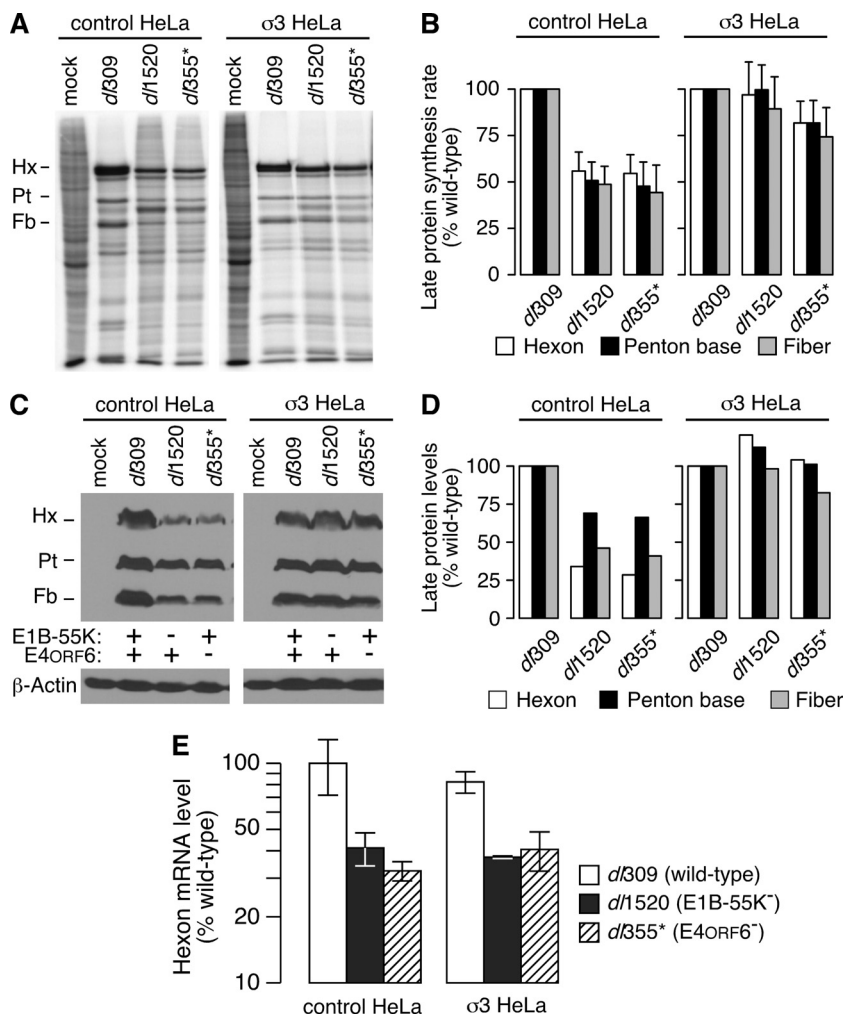 A
control HeLa
σ3 HeLa
mock
dl309
dl1520
dl355*
mock
dl309
dl1520
dl355*
Hx
Pt
Fb
B
control HeLa
σ3 HeLa
Late protein synthesis rate
(% wild-type)
100
75
50
25
0
dl309
dl1520
dl355*
dl309
dl1520
dl355*
Hexon
Penton base
Fiber
C
control HeLa
σ3 HeLa
mock
dl309
dl1520
dl355*
mock
dl309
dl1520
dl355*
Hx
Pt
Fb
E1B-55K: + - + + - +
E4ORF6: + + - + + -
β-Actin
D
control HeLa
σ3 HeLa
Late protein levels
(% wild-type)
100
75
50
25
0
dl309
dl1520
dl355*
dl309
dl1520
dl355*
Hexon
Penton base
Fiber
E
Hexon mRNA level
(% wild-type)
100
50
20
10
control HeLa
σ3 HeLa
dl309 (wild-type)
dl1520 (E1B-55K⁻)
dl355* (E4ORF6⁻)